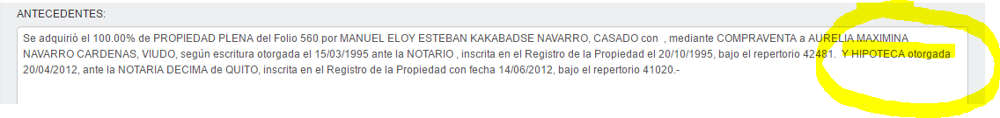 ANTECEDENTES:
Se adquirió el 100.00% de PROPIEDAD PLENA del Folio 560 por MANUEL ELOY ESTEBAN KAKABADSE NAVARRO, CASADO con , mediante COMPRAVENTA a AURELIA MAXIMINA
NAVARRO CARDENAS, VIUDO, según escritura otorgada el 15/03/1995 ante la NOTARIO , inscrita en el Registro de la Propiedad el 20/10/1995, bajo el repertorio 42481. Y HIPOTECA otorgada
20/04/2012, ante la NOTARIA DECIMA de QUITO, inscrita en el Registro de la Propiedad con fecha 14/06/2012, bajo el repertorio 41020.-